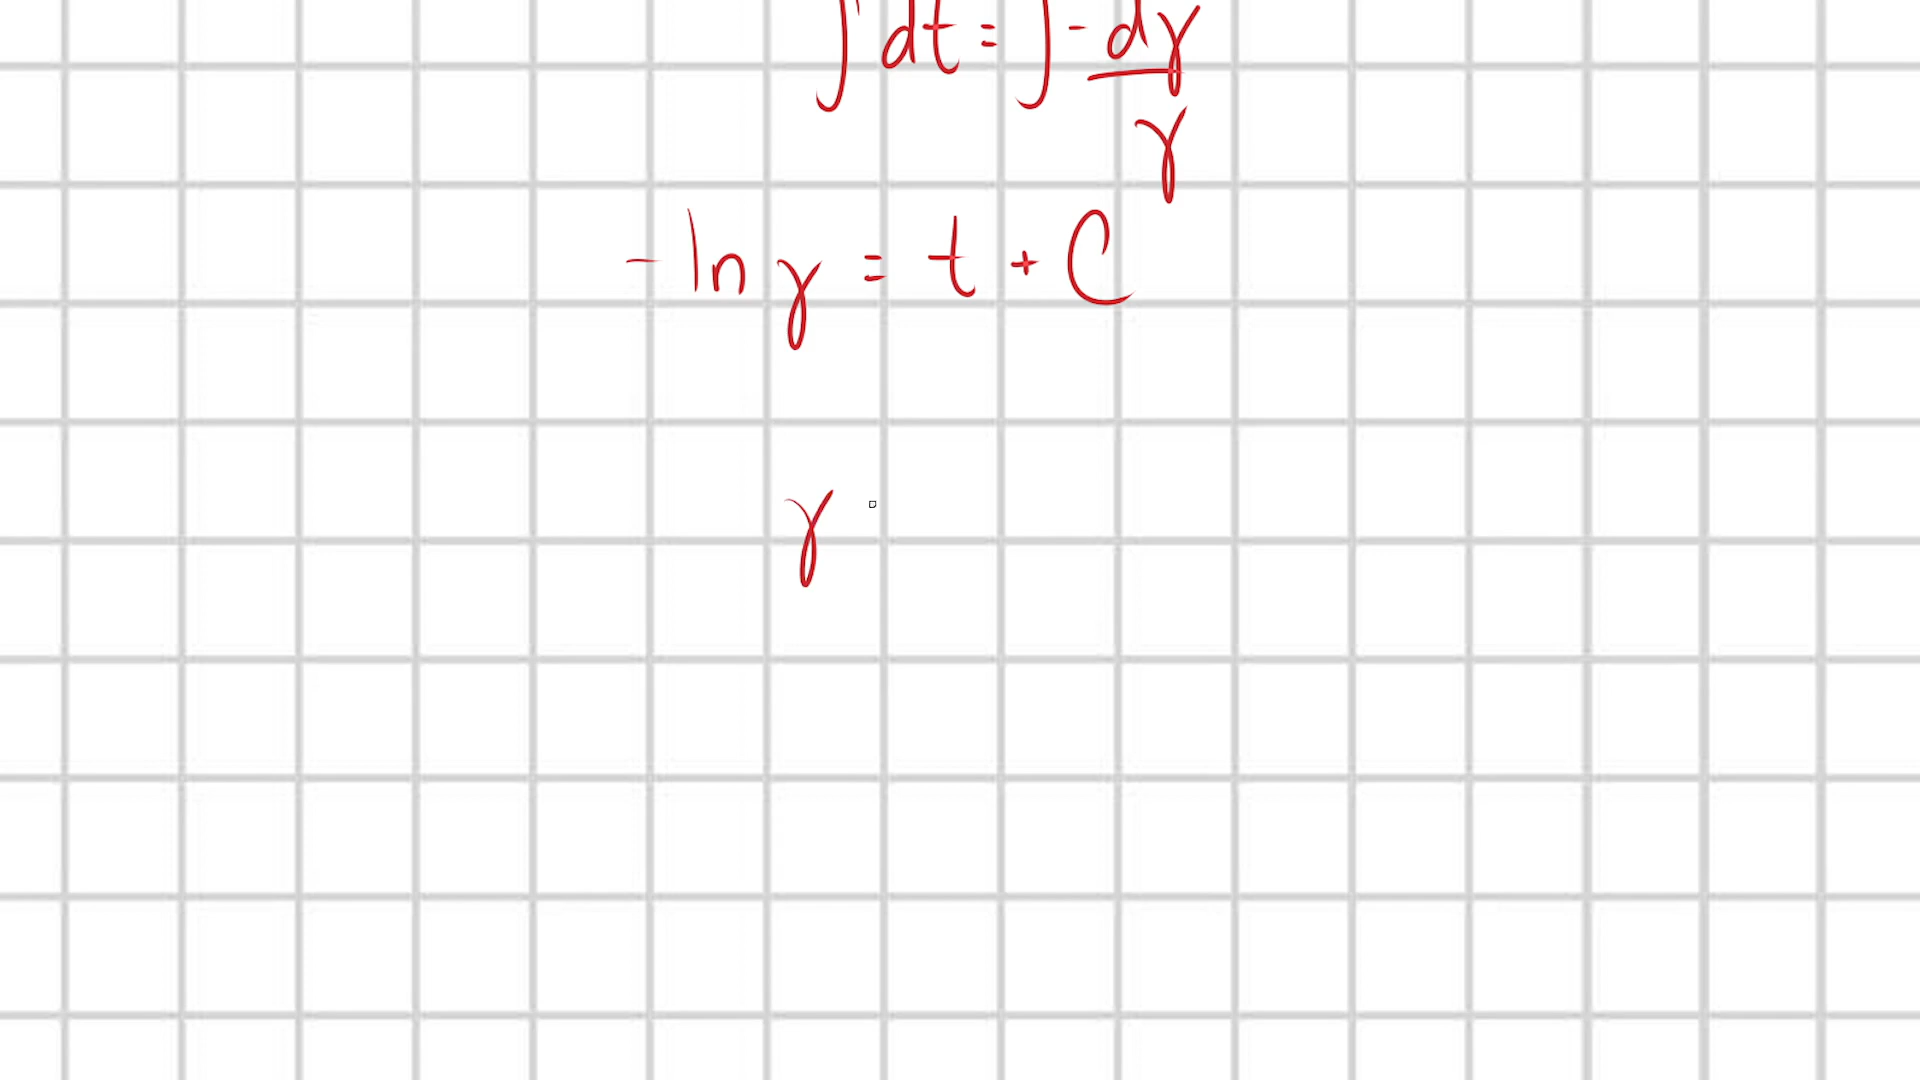 ∫ dt = ∫ - dγ / γ
- ln γ = t + C
γ